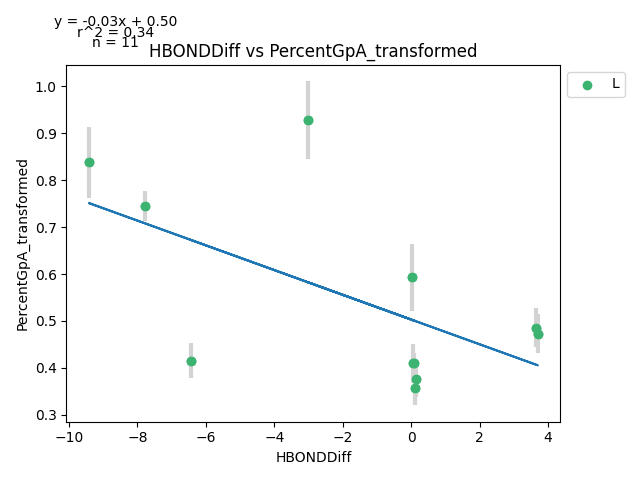 y = -0.03x + 0.50
r^2 = 0.34
n = 11
HBONDDiff vs PercentGpA_transformed
L
PercentGpA_transformed
1.0
0.9
0.8
0.7
0.6
0.5
0.4
0.3
−10
−8
−6
−4
−2
0
2
4
HBONDDiff